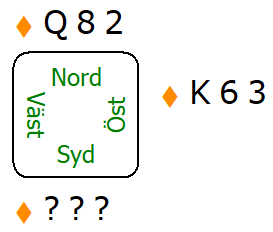 ♦ Q 8 2
Nord
Väst
Öst
Syd
♦ K 6 3
♦ ? ? ?